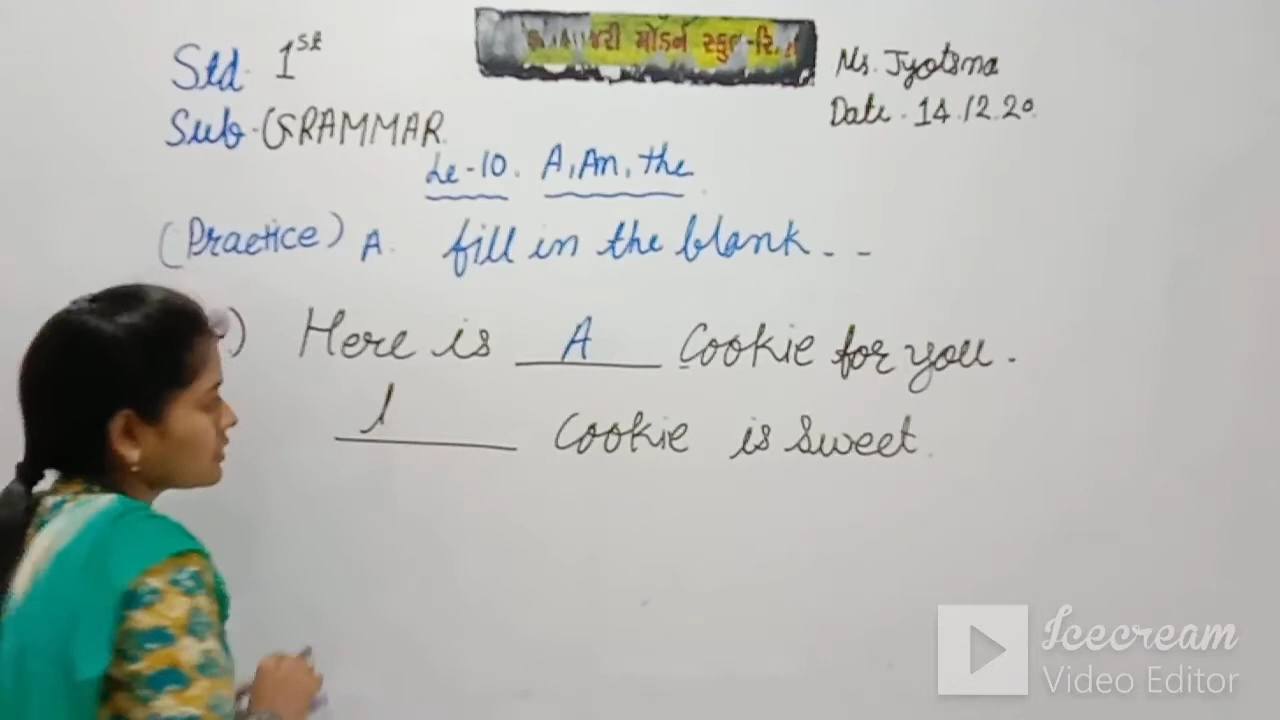 મોડર્ન સ્કુલ
Std. 1st
Ms. Jyotsna
Sub. GRAMMAR
Date. 14.12.20.
Le-10. A, An, the
(Practice) A. fill in the blank. - -
) Here is A Cookie for you.
Cookie is Sweet.
Icecream
Video Editor